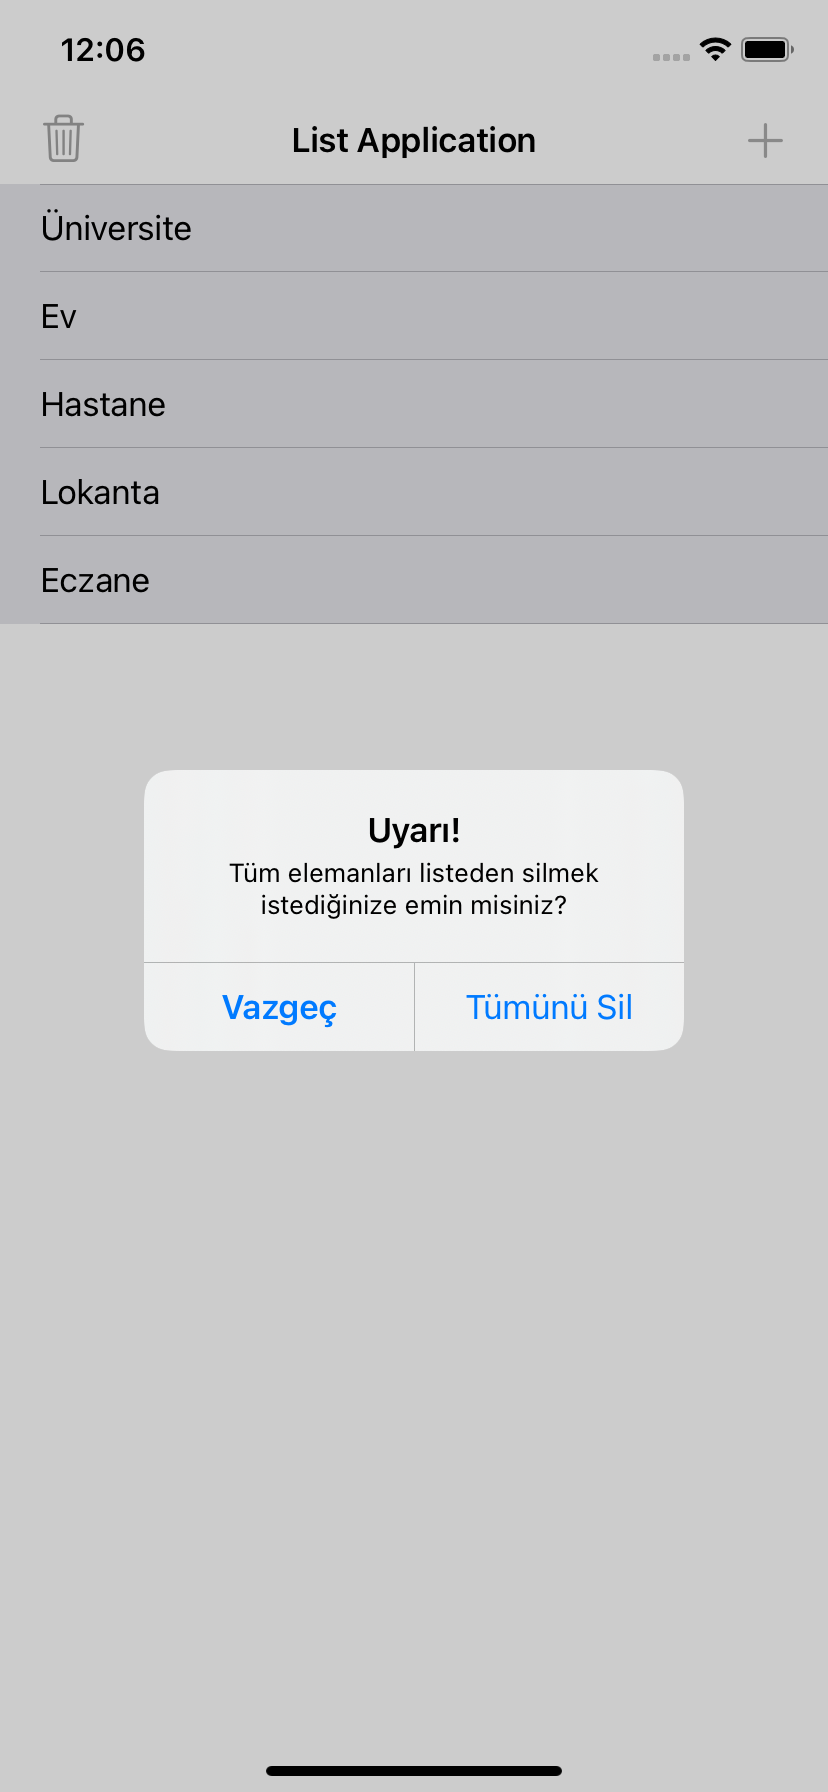 12:06
List Application
Üniversite
Ev
Hastane
Lokanta
Eczane
Uyarı!
Tüm elemanları listeden silmek
istediğinize emin misiniz?
Vazgeç
Tümünü Sil